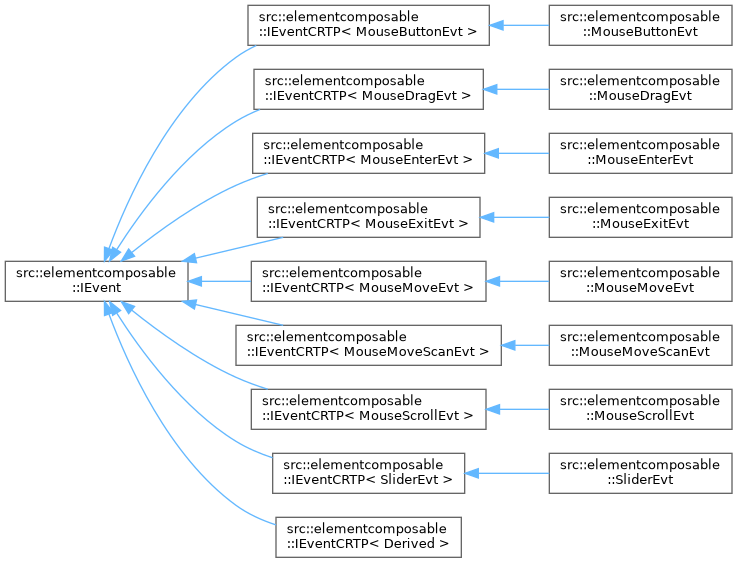 src::elementcomposable
::IEventCRTP< MouseButtonEvt >
src::elementcomposable
::MouseButtonEvt
src::elementcomposable
::IEventCRTP< MouseDragEvt >
src::elementcomposable
::MouseDragEvt
src::elementcomposable
::IEventCRTP< MouseEnterEvt >
src::elementcomposable
::MouseEnterEvt
src::elementcomposable
::IEventCRTP< MouseExitEvt >
src::elementcomposable
::MouseExitEvt
src::elementcomposable
::IEvent
src::elementcomposable
::IEventCRTP< MouseMoveEvt >
src::elementcomposable
::MouseMoveEvt
src::elementcomposable
::IEventCRTP< MouseMoveScanEvt >
src::elementcomposable
::MouseMoveScanEvt
src::elementcomposable
::IEventCRTP< MouseScrollEvt >
src::elementcomposable
::MouseScrollEvt
src::elementcomposable
::IEventCRTP< SliderEvt >
src::elementcomposable
::SliderEvt
src::elementcomposable
::IEventCRTP< Derived >